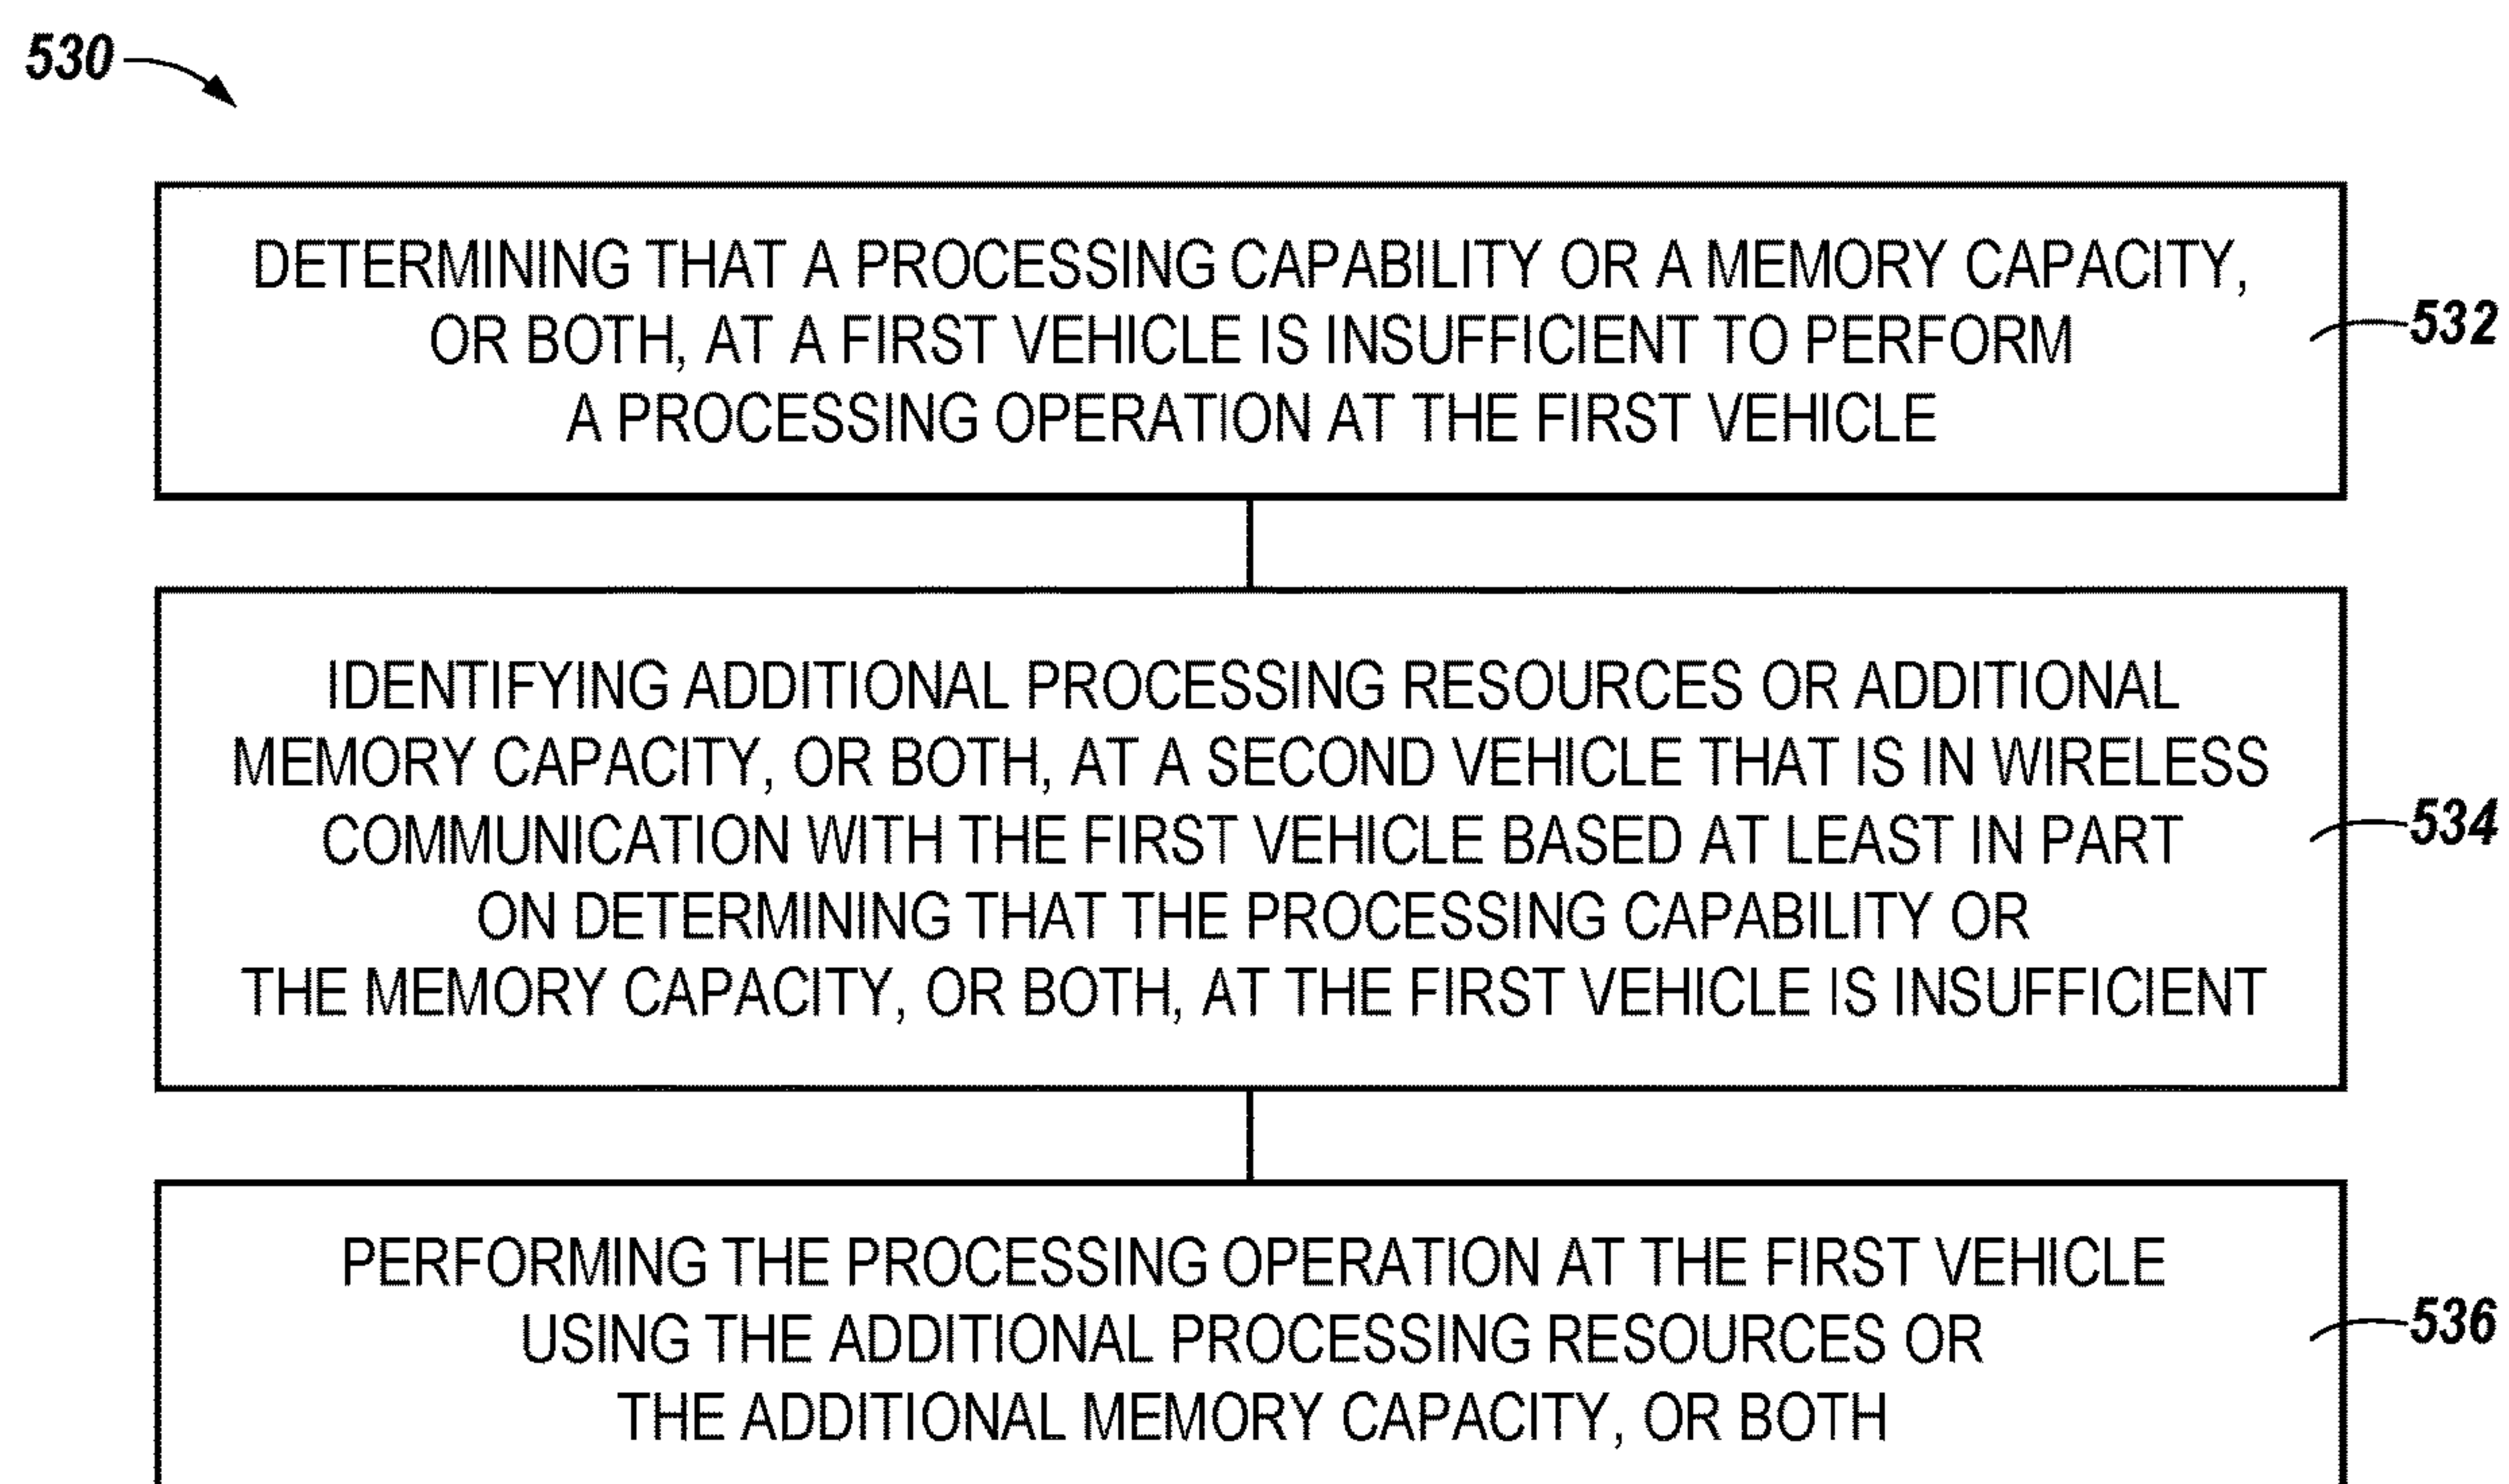 530
DETERMINING THAT A PROCESSING CAPABILITY OR A MEMORY CAPACITY,
OR BOTH, AT A FIRST VEHICLE IS INSUFFICIENT TO PERFORM
A PROCESSING OPERATION AT THE FIRST VEHICLE
532
IDENTIFYING ADDITIONAL PROCESSING RESOURCES OR ADDITIONAL
MEMORY CAPACITY, OR BOTH, AT A SECOND VEHICLE THAT IS IN WIRELESS
COMMUNICATION WITH THE FIRST VEHICLE BASED AT LEAST IN PART
ON DETERMINING THAT THE PROCESSING CAPABILITY OR
THE MEMORY CAPACITY, OR BOTH, AT THE FIRST VEHICLE IS INSUFFICIENT
534
PERFORMING THE PROCESSING OPERATION AT THE FIRST VEHICLE
USING THE ADDITIONAL PROCESSING RESOURCES OR
THE ADDITIONAL MEMORY CAPACITY, OR BOTH
536